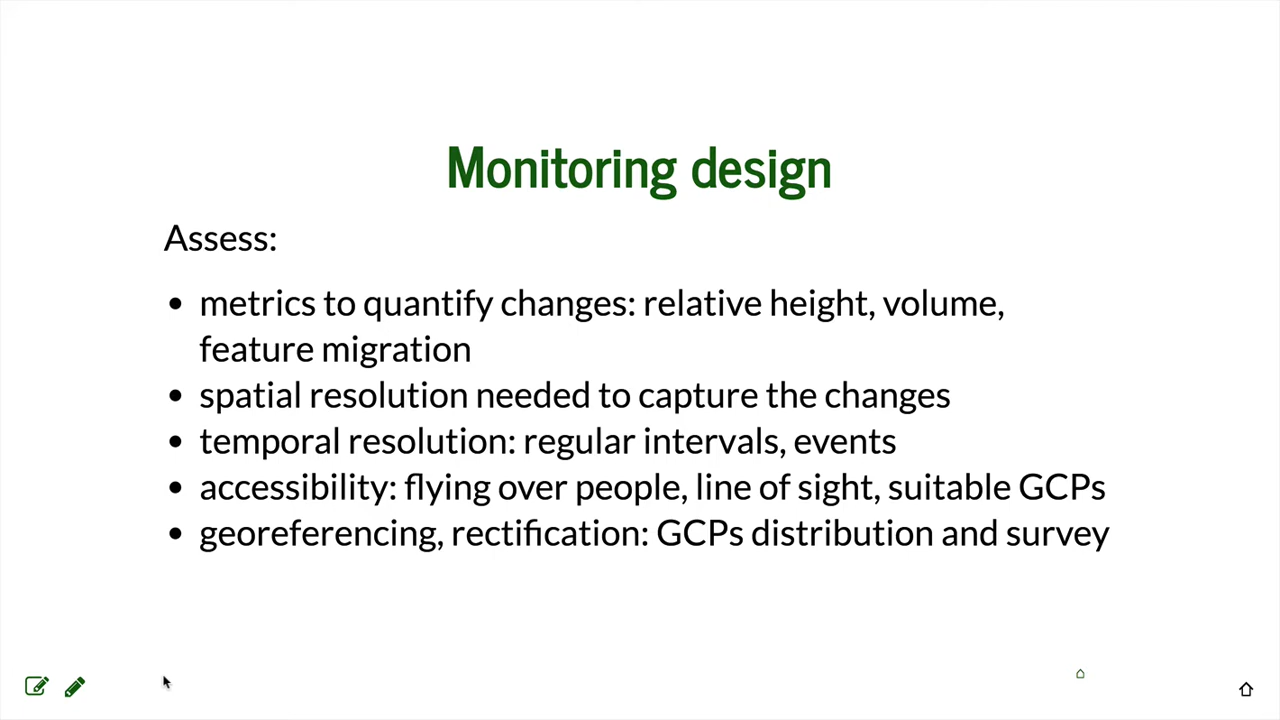 Monitoring design
Assess:
• metrics to quantify changes: relative height, volume,
feature migration
• spatial resolution needed to capture the changes
• temporal resolution: regular intervals, events
• accessibility: flying over people, line of sight, suitable GCPs
• georeferencing, rectification: GCPs distribution and survey